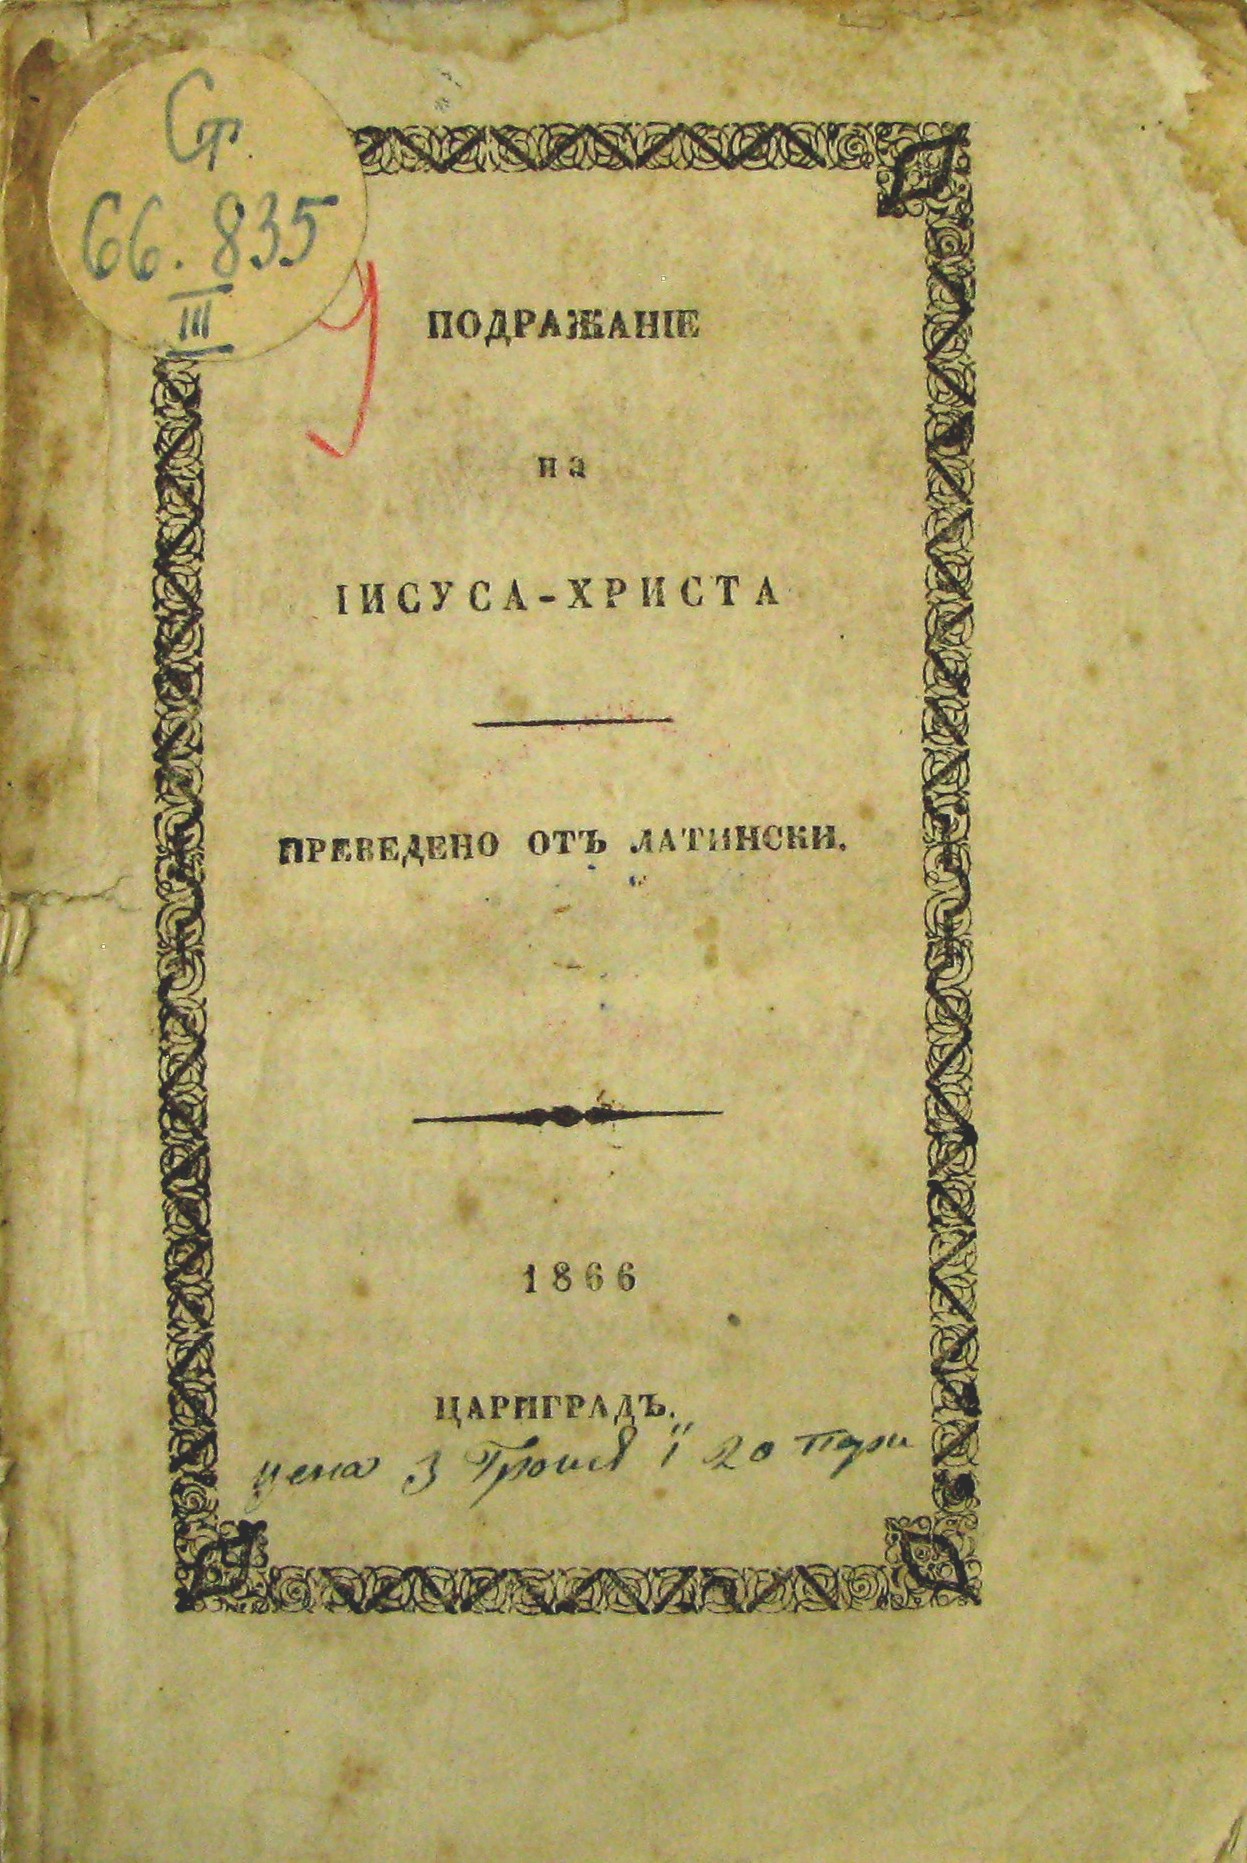 Ст.
66.835
III
ПОДРАЖАНІЕ
на
ІИСУСА-ХРИСТА
ПРЕВЕДЕНО ОТЪ ЛАТИНСКИ.
1866
ЦАРИГРАДЪ.
цена 3 Гроша ї 20 пари